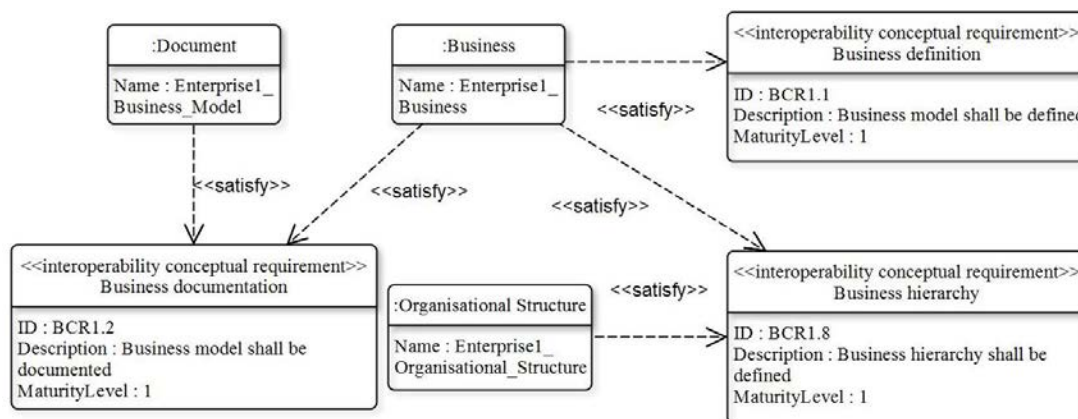 :Document
Name : Enterprise1_
Business_Model
:Business
Name : Enterprise1_
Business
<<interoperability conceptual requirement>>
Business definition
ID : BCR1.1
Description : Business model shall be defined
MaturityLevel : 1
<<satisfy>>
<<satisfy>>
<<satisfy>>
<<satisfy>>
<<interoperability conceptual requirement>>
Business documentation
ID : BCR1.2
Description : Business model shall be
documented
MaturityLevel : 1
:Organisational Structure
Name : Enterprise1_
Organisational_Structure
<<satisfy>>
<<interoperability conceptual requirement>>
Business hierarchy
ID : BCR1.8
Description : Business hierarchy shall be
defined
MaturityLevel : 1